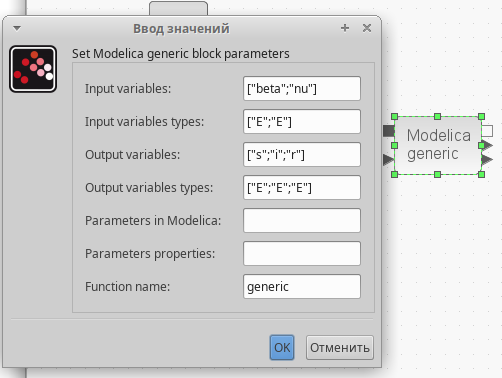 Ввод значений
Set Modelica generic block parameters
Input variables: ["beta";"nu"]
Input variables types: ["E";"E"]
Output variables: ["s";"i";"r"]
Output variables types: ["E";"E";"E"]
Parameters in Modelica:
Parameters properties:
Function name: generic
OK Отменить
Modelica
generic